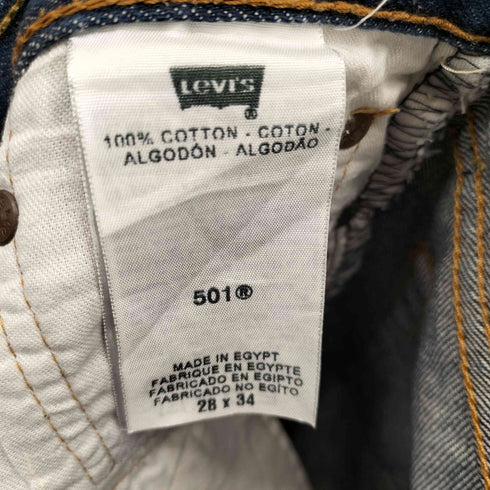 Levi's
®
100% COTTON - COTON -
ALGODÓN - ALGODÃO
501®
MADE IN EGYPT
FABRIQUE EN EGYPTE
FABRICADO EN EGIPTO
FABRICADO NO EGITO
28 x 34